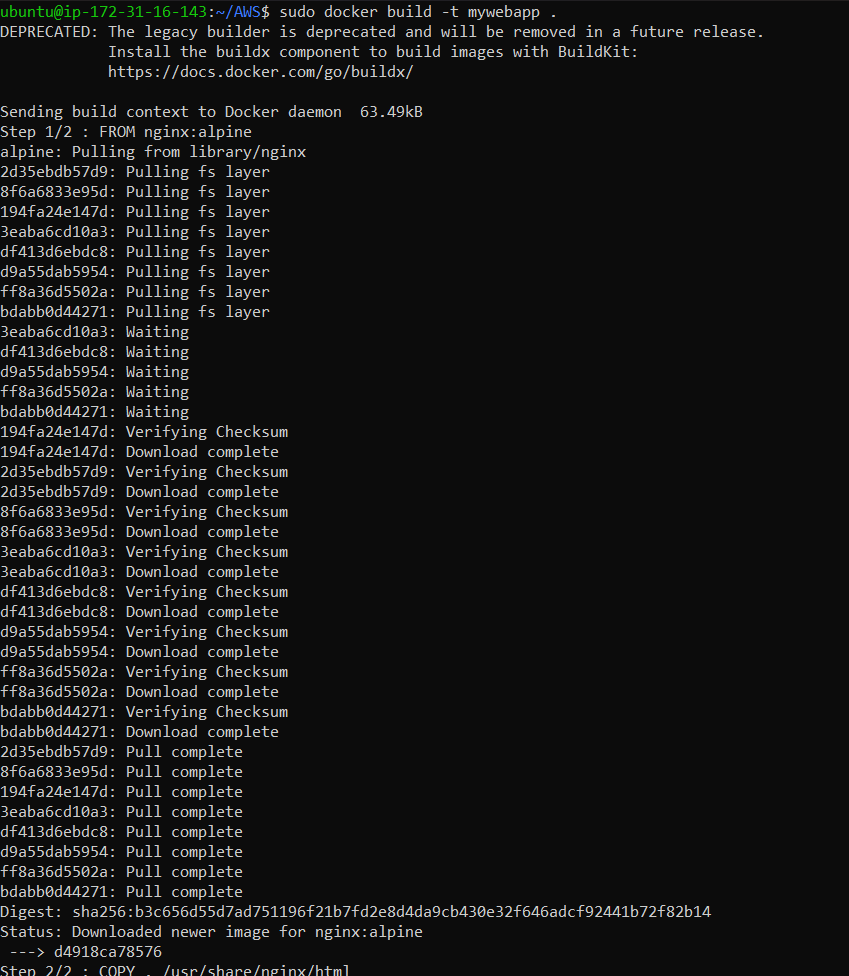 ubuntu@ip-172-31-16-143:~/AWS$ sudo docker build -t mywebapp .
DEPRECATED: The legacy builder is deprecated and will be removed in a future release.
            Install the buildx component to build images with BuildKit:
            https://docs.docker.com/go/buildx/

Sending build context to Docker daemon  63.49kB
Step 1/2 : FROM nginx:alpine
alpine: Pulling from library/nginx
2d35ebdb57d9: Pulling fs layer
8f6a6833e95d: Pulling fs layer
194fa24e147d: Pulling fs layer
3eaba6cd10a3: Pulling fs layer
df413d6ebdc8: Pulling fs layer
d9a55dab5954: Pulling fs layer
ff8a36d5502a: Pulling fs layer
bdabb0d44271: Pulling fs layer
3eaba6cd10a3: Waiting
df413d6ebdc8: Waiting
d9a55dab5954: Waiting
ff8a36d5502a: Waiting
bdabb0d44271: Waiting
194fa24e147d: Verifying Checksum
194fa24e147d: Download complete
2d35ebdb57d9: Verifying Checksum
2d35ebdb57d9: Download complete
8f6a6833e95d: Verifying Checksum
8f6a6833e95d: Download complete
3eaba6cd10a3: Verifying Checksum
3eaba6cd10a3: Download complete
df413d6ebdc8: Verifying Checksum
df413d6ebdc8: Download complete
d9a55dab5954: Verifying Checksum
d9a55dab5954: Download complete
ff8a36d5502a: Verifying Checksum
ff8a36d5502a: Download complete
bdabb0d44271: Verifying Checksum
bdabb0d44271: Download complete
2d35ebdb57d9: Pull complete
8f6a6833e95d: Pull complete
194fa24e147d: Pull complete
3eaba6cd10a3: Pull complete
df413d6ebdc8: Pull complete
d9a55dab5954: Pull complete
ff8a36d5502a: Pull complete
bdabb0d44271: Pull complete
Digest: sha256:b3c656d55d7ad751196f21b7fd2e8d4da9cb430e32f646adcf92441b72f82b14
Status: Downloaded newer image for nginx:alpine
 ---> d4918ca78576
Step 2/2 : COPY . /usr/share/nginx/html